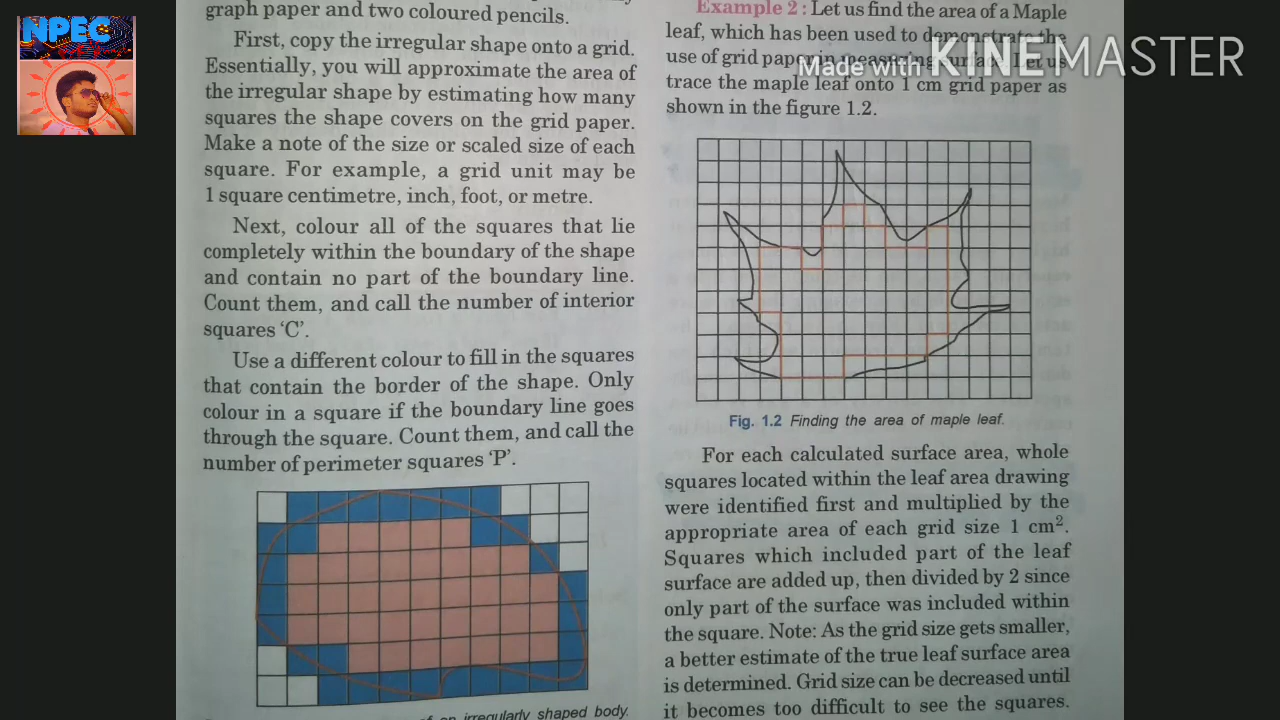 NPEC
graph paper and two coloured pencils.
First, copy the irregular shape onto a grid.
Essentially, you will approximate the area of
the irregular shape by estimating how many
squares the shape covers on the grid paper.
Make a note of the size or scaled size of each
square. For example, a grid unit may be
1 square centimetre, inch, foot, or metre.
Next, colour all of the squares that lie
completely within the boundary of the shape
and contain no part of the boundary line.
Count them, and call the number of interior
squares ‘C’.
Use a different colour to fill in the squares
that contain the border of the shape. Only
colour in a square if the boundary line goes
through the square. Count them, and call the
number of perimeter squares ‘P’.
irregularly shaped body.
Example 2 : Let us find the area of a Maple
leaf, which has been used to demonstrate the
use of grid paper in measuring surface. Let us
trace the maple leaf onto 1 cm grid paper as
shown in the figure 1.2.
Made with KINEMASTER
Fig. 1.2 Finding the area of maple leaf.
For each calculated surface area, whole
squares located within the leaf area drawing
were identified first and multiplied by the
appropriate area of each grid size 1 cm².
Squares which included part of the leaf
surface are added up, then divided by 2 since
only part of the surface was included within
the square. Note: As the grid size gets smaller,
a better estimate of the true leaf surface area
is determined. Grid size can be decreased until
it becomes too difficult to see the squares.